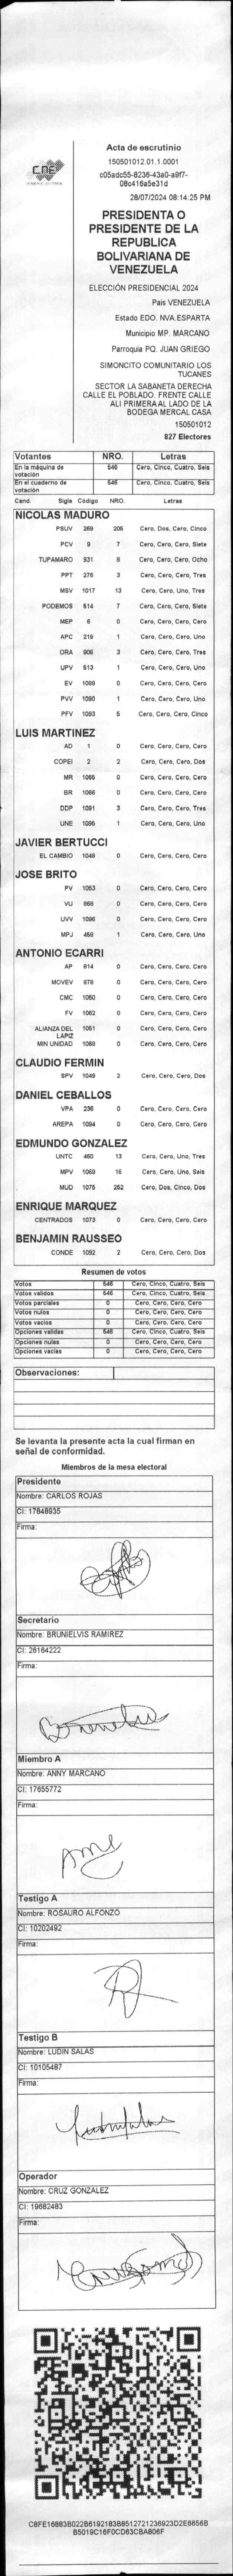 CNE
Acta de escrutinio
150501012.01.1.0001
c05adc55-8236-43a0-a9f7-
08c416a5e31d
28/07/2024 08:14:25 PM
PRESIDENTA O
PRESIDENTE DE LA
REPUBLICA
BOLIVARIANA DE
VENEZUELA
ELECCIÓN PRESIDENCIAL 2024
Pais VENEZUELA
Estado EDO. NVA.ESPARTA
Municipio MP. MARCANO
Parroquia PQ. JUAN GRIEGO
SIMONCITO COMUNITARIO LOS
TUCANES
SECTOR LA SABANETA DERECHA
CALLE EL POBLADO. FRENTE CALLE
ALI PRIMERA AL LADO DE LA
BODEGA MERCAL CASA
150501012
827 Electores
Votantes NRO. Letras
En la máquina de votación 546 Cero, Cinco, Cuatro, Seis
En el cuaderno de votación 546 Cero, Cinco, Cuatro, Seis
Cand. Sigla Código NRO. Letras
NICOLAS MADURO
PSUV 269 205 Cero, Dos, Cero, Cinco
PCV 9 7 Cero, Cero, Cero, Siete
TUPAMARO 931 8 Cero, Cero, Cero, Ocho
PPT 276 3 Cero, Cero, Cero, Tres
MSV 1017 13 Cero, Cero, Uno, Tres
PODEMOS 514 7 Cero, Cero, Cero, Siete
MEP 6 0 Cero, Cero, Cero, Cero
APC 219 1 Cero, Cero, Cero, Uno
ORA 906 3 Cero, Cero, Cero, Tres
UPV 513 1 Cero, Cero, Cero, Uno
EV 1089 0 Cero, Cero, Cero, Cero
PVV 1090 1 Cero, Cero, Cero, Uno
PFV 1093 5 Cero, Cero, Cero, Cinco
LUIS MARTINEZ
AD 1 0 Cero, Cero, Cero, Cero
COPEI 2 2 Cero, Cero, Cero, Dos
MR 1065 0 Cero, Cero, Cero, Cero
BR 1066 0 Cero, Cero, Cero, Cero
DDP 1091 3 Cero, Cero, Cero, Tres
UNE 1095 1 Cero, Cero, Cero, Uno
JAVIER BERTUCCI
EL CAMBIO 1048 0 Cero, Cero, Cero, Cero
JOSE BRITO
PV 1053 0 Cero, Cero, Cero, Cero
VU 868 0 Cero, Cero, Cero, Cero
UVV 1096 0 Cero, Cero, Cero, Cero
MPJ 458 1 Cero, Cero, Cero, Uno
ANTONIO ECARRI
AP 814 0 Cero, Cero, Cero, Cero
MOVEV 878 0 Cero, Cero, Cero, Cero
CMC 1050 0 Cero, Cero, Cero, Cero
FV 1062 0 Cero, Cero, Cero, Cero
ALIANZA DEL LAPIZ 1051 0 Cero, Cero, Cero, Cero
MIN UNIDAD 1068 0 Cero, Cero, Cero, Cero
CLAUDIO FERMIN
SPV 1049 2 Cero, Cero, Cero, Dos
DANIEL CEBALLOS
VPA 236 0 Cero, Cero, Cero, Cero
AREPA 1094 0 Cero, Cero, Cero, Cero
EDMUNDO GONZALEZ
UNTC 460 13 Cero, Cero, Uno, Tres
MPV 1069 16 Cero, Cero, Uno, Seis
MUD 1075 252 Cero, Dos, Cinco, Dos
ENRIQUE MARQUEZ
CENTRADOS 1073 0 Cero, Cero, Cero, Cero
BENJAMIN RAUSSEO
CONDE 1092 2 Cero, Cero, Cero, Dos
Resumen de votos
Votos 546 Cero, Cinco, Cuatro, Seis
Votos validos 546 Cero, Cinco, Cuatro, Seis
Votos parciales 0 Cero, Cero, Cero, Cero
Votos nulos 0 Cero, Cero, Cero, Cero
Votos vacios 0 Cero, Cero, Cero, Cero
Opciones validas 546 Cero, Cinco, Cuatro, Seis
Opciones nulas 0 Cero, Cero, Cero, Cero
Opciones vacias 0 Cero, Cero, Cero, Cero
Observaciones:
Se levanta la presente acta la cual firman en
señal de conformidad.
Miembros de la mesa electoral
Presidente
Nombre: CARLOS ROJAS
CI: 17848935
Firma:
Secretario
Nombre: BRUNIELVIS RAMIREZ
CI: 26164222
Firma:
Miembro A
Nombre: ANNY MARCANO
CI: 17655772
Firma:
Testigo A
Nombre: ROSAURO ALFONZO
CI: 10202492
Firma:
Testigo B
Nombre: LUDIN SALAS
CI: 10105487
Firma:
Operador
Nombre: CRUZ GONZALEZ
CI: 19682483
Firma:
C8FE16883B022B6192183B8512721236923D2E6656B
B5019C16F0CD63CBA806F